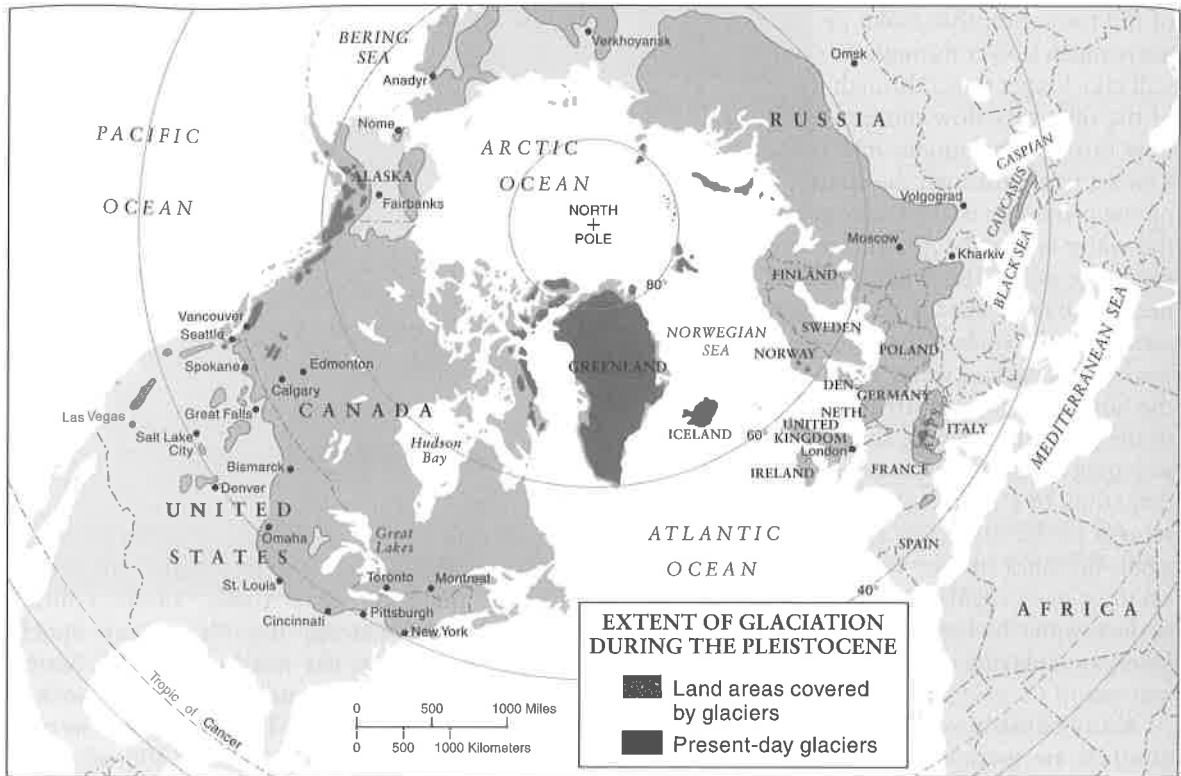 BERING
SEA
Verkhoyansk
Omsk
Anadyr
Nome
PACIFIC
OCEAN
ARCTIC
OCEAN
RUSSIA
CASPIAN
ALASKA
Fairbanks
NORTH
POLE
Volgograd
CAUCASES
Moscow
Kharkiv
BLACK SEA
FINLAND
80°
Vancouver
Seattle
NORWEGIAN
SEA
SWEDEN
MEDITERRANEAN SEA
Spokane
Edmonton
GREENLAND
NORWAY
POLAND
Calgary
DEN.
GERMANY
Las Vegas
Great Falls
CANADA
NETH.
Salt Lake
City
ICELAND
60°
UNITED
KINGDOM
London
ITALY
Hudson
Bay
Bismarck
IRELAND
FRANCE
Denver
UNITED
STATES
Omaha
Great
Lakes
ATLANTIC
OCEAN
SPAIN
St. Louis
Toronto
Montreal
40°
AFRICA
Cincinnati
Pittsburgh
New York
EXTENT OF GLACIATION
DURING THE PLEISTOCENE
Land areas covered
by glaciers
Present-day glaciers
Tropic of Cancer
0 500 1000 Miles
0 500 1000 Kilometers